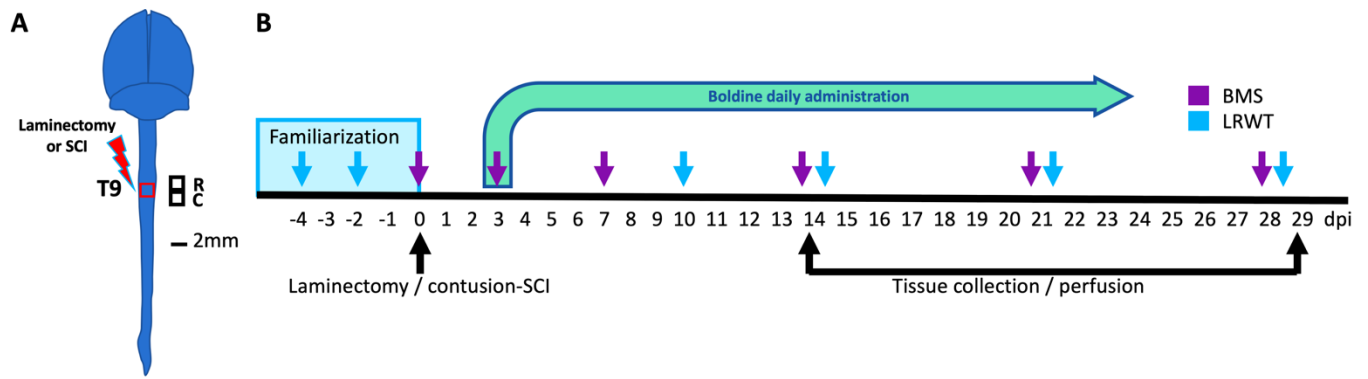 A
B
Laminectomy
or SCI
T9
R
C
2mm
Familiarization
Boldine daily administration
BMS
LRWT
-4 -3 -2 -1 0 1 2 3 4 5 6 7 8 9 10 11 12 13 14 15 16 17 18 19 20 21 22 23 24 25 26 27 28 29 dpi
Laminectomy / contusion-SCI
Tissue collection / perfusion